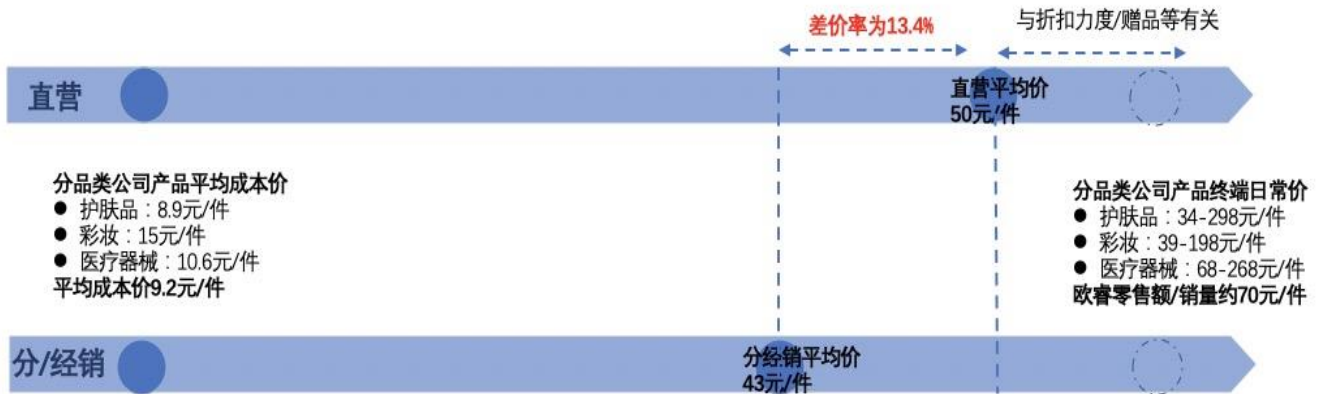 差价率为13.4%
与折扣力度/赠品等有关
直营
直营平均价
50元/件
分品类公司产品平均成本价
● 护肤品：8.9元/件
● 彩妆：15元/件
● 医疗器械：10.6元/件
平均成本价9.2元/件
分品类公司产品终端日常价
● 护肤品：34-298元/件
● 彩妆：39-198元/件
● 医疗器械：68-268元/件
欧睿零售额/销量约70元/件
分/经销
分经销平均价
43元/件